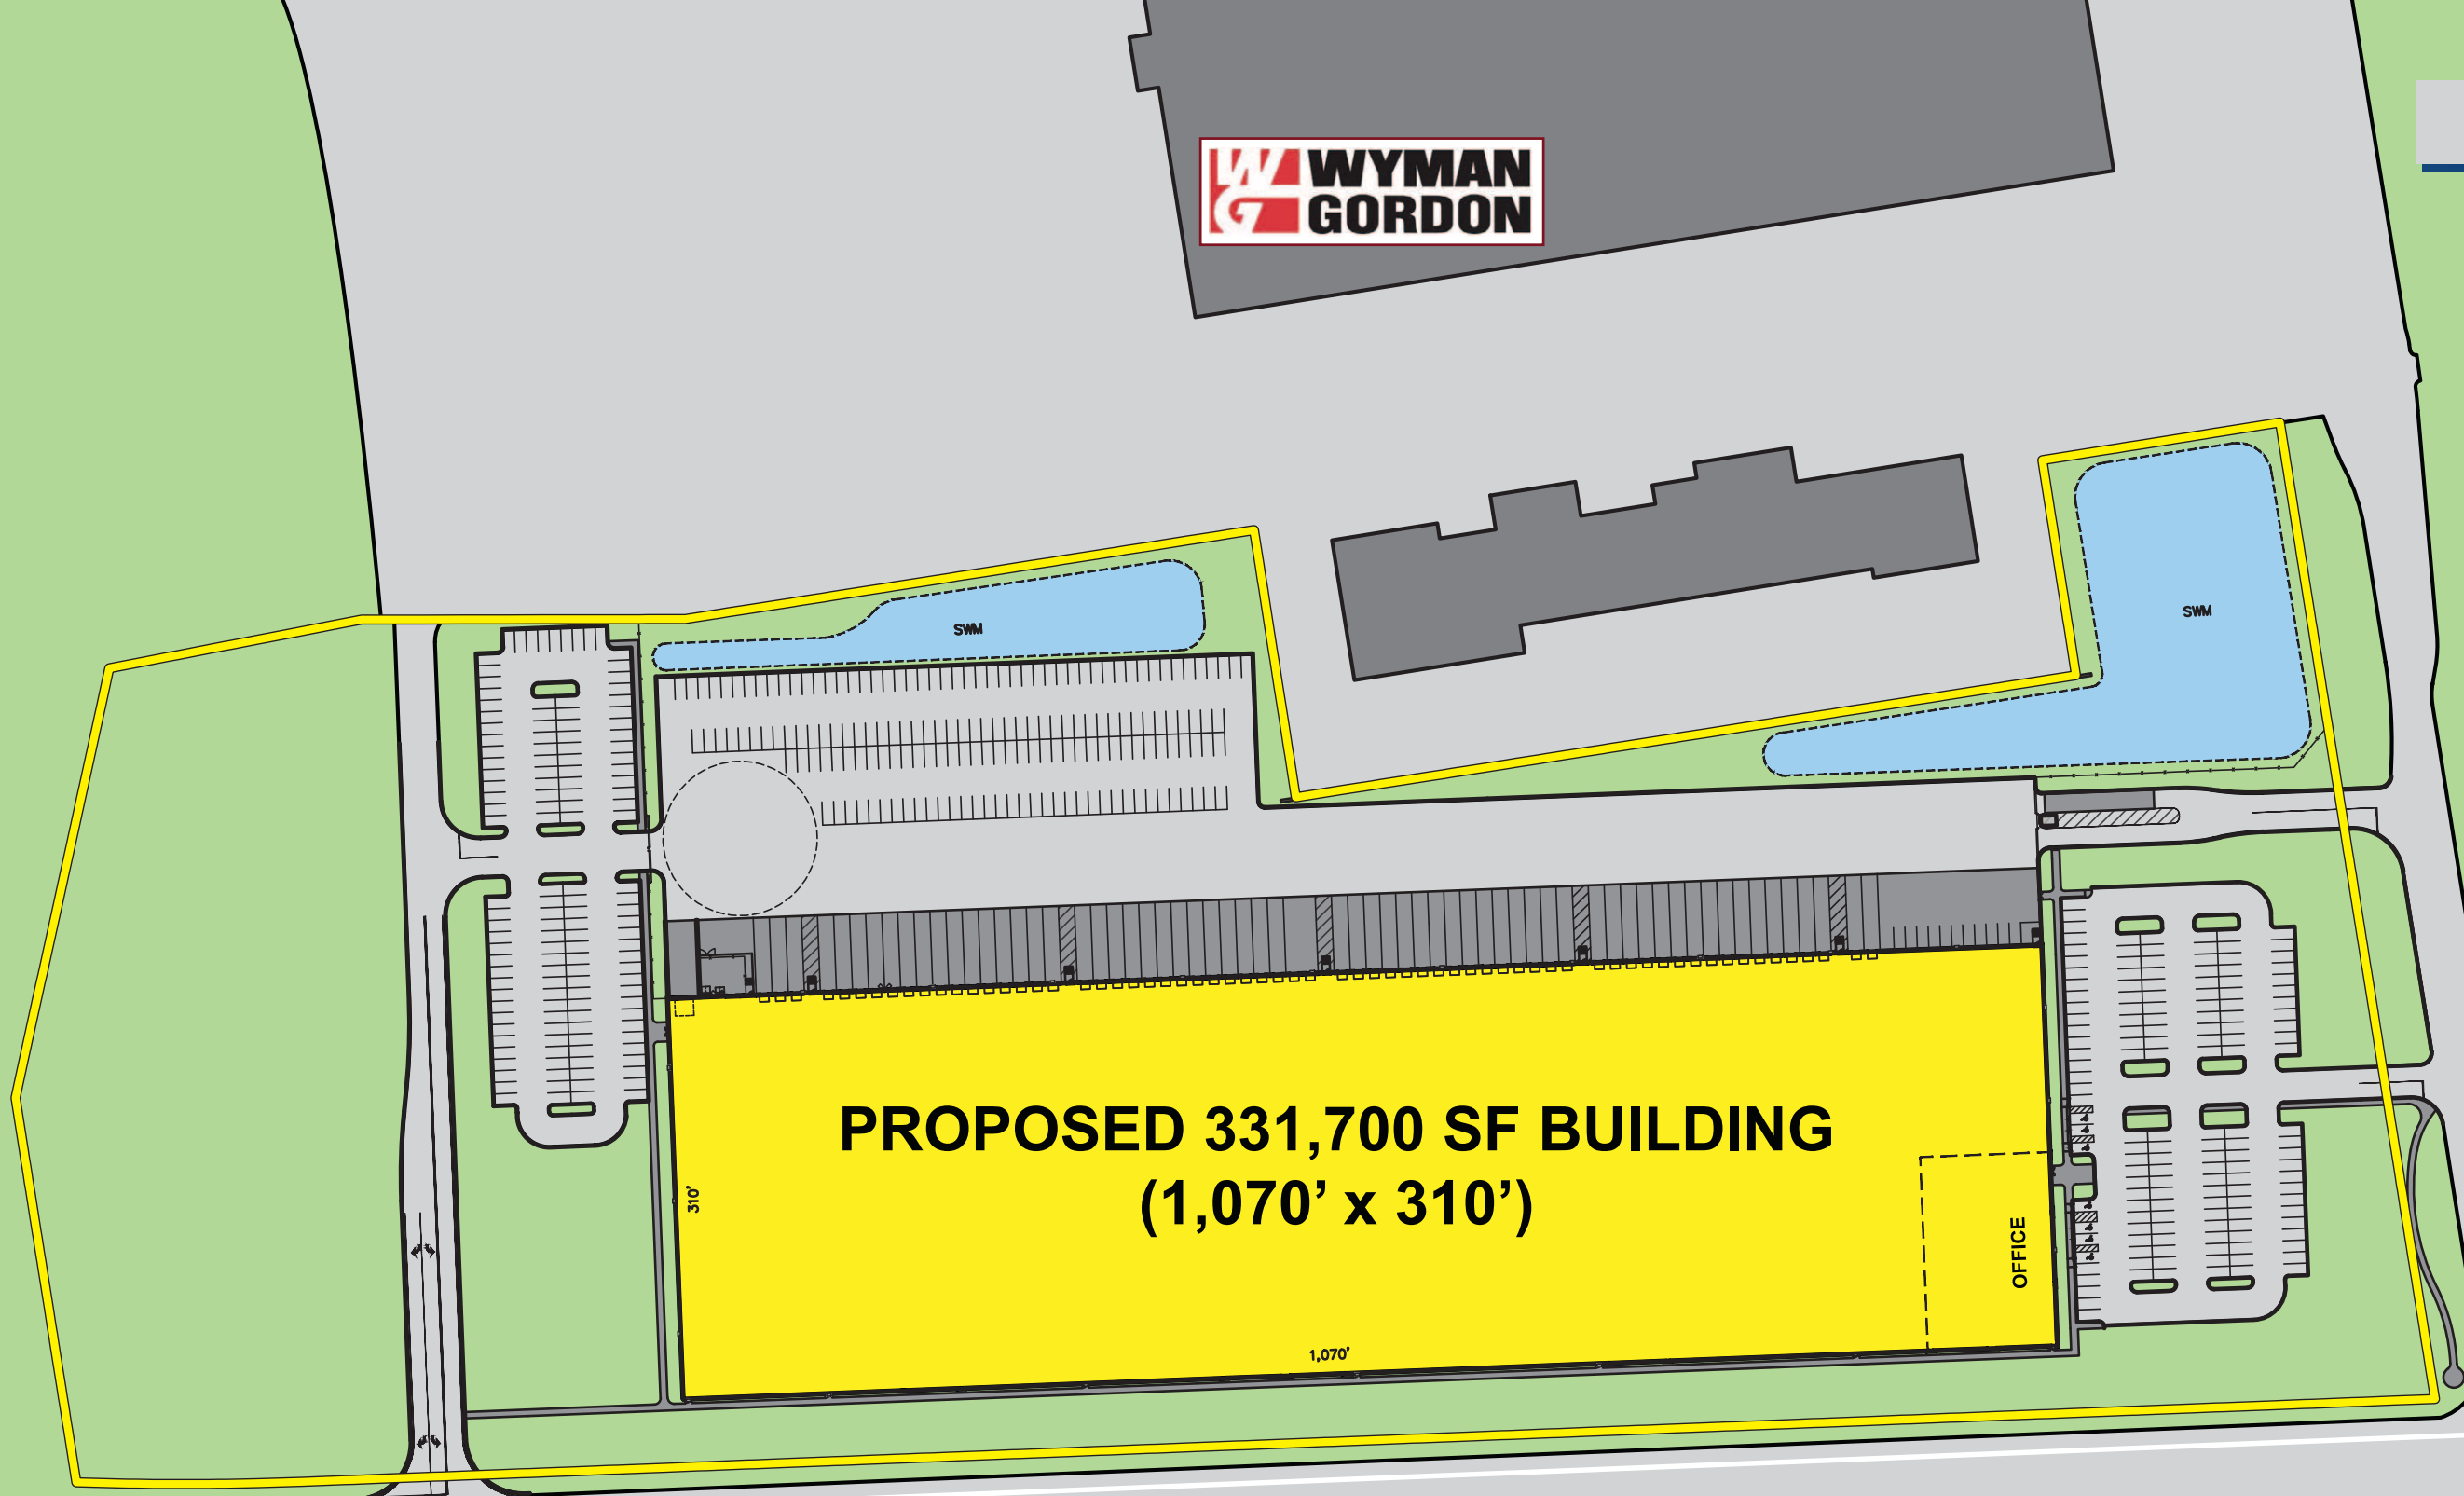 WYMAN
GORDON
SWM
SWM
PROPOSED 331,700 SF BUILDING
(1,070’ x 310’)
310’
OFFICE
1,070’